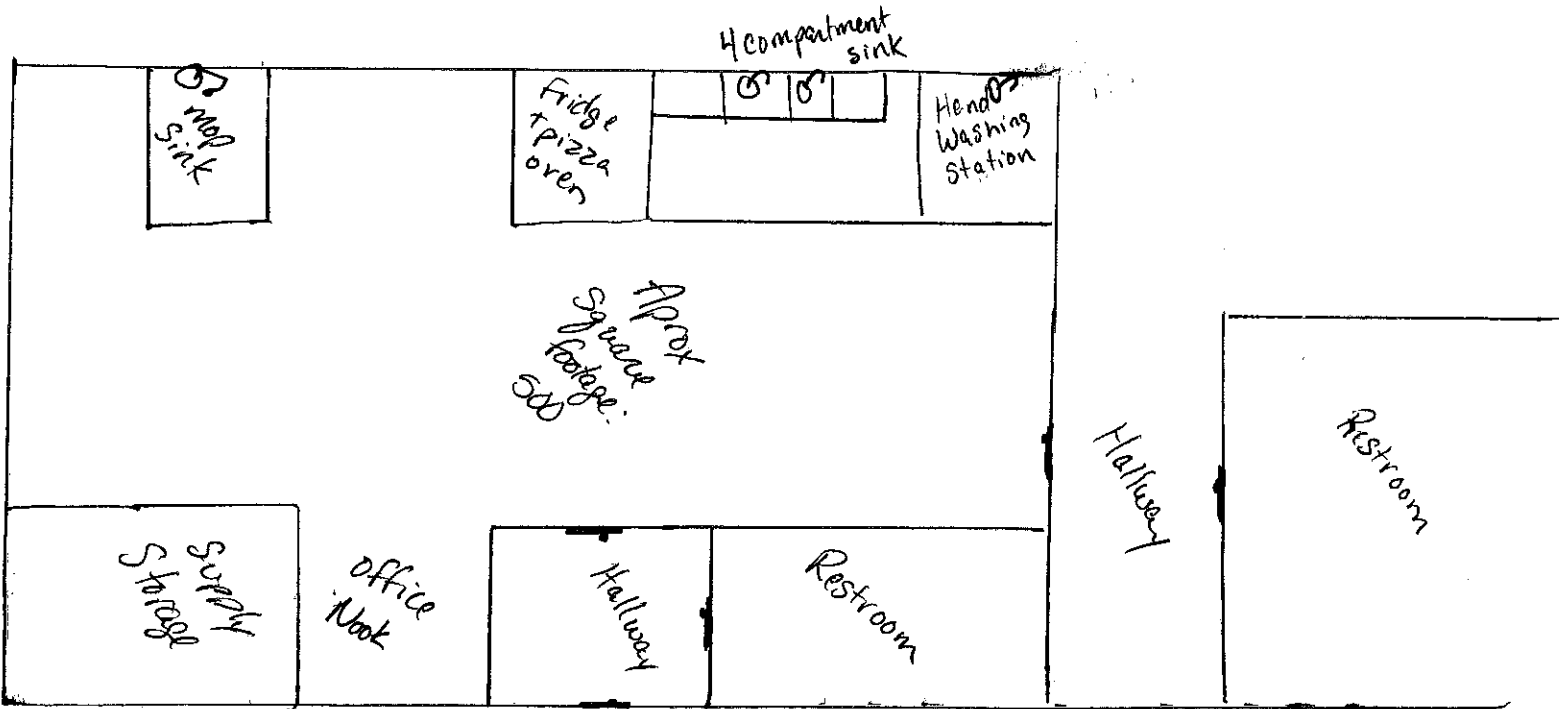 4 compartment
sink
mop
sink
Fridge
+ pizza
oven
Hand
Washing
Station
Aprox
Square
footage:
500
Hallway
Restroom
Supply
Storage
office
Nook
Hallway
Restroom